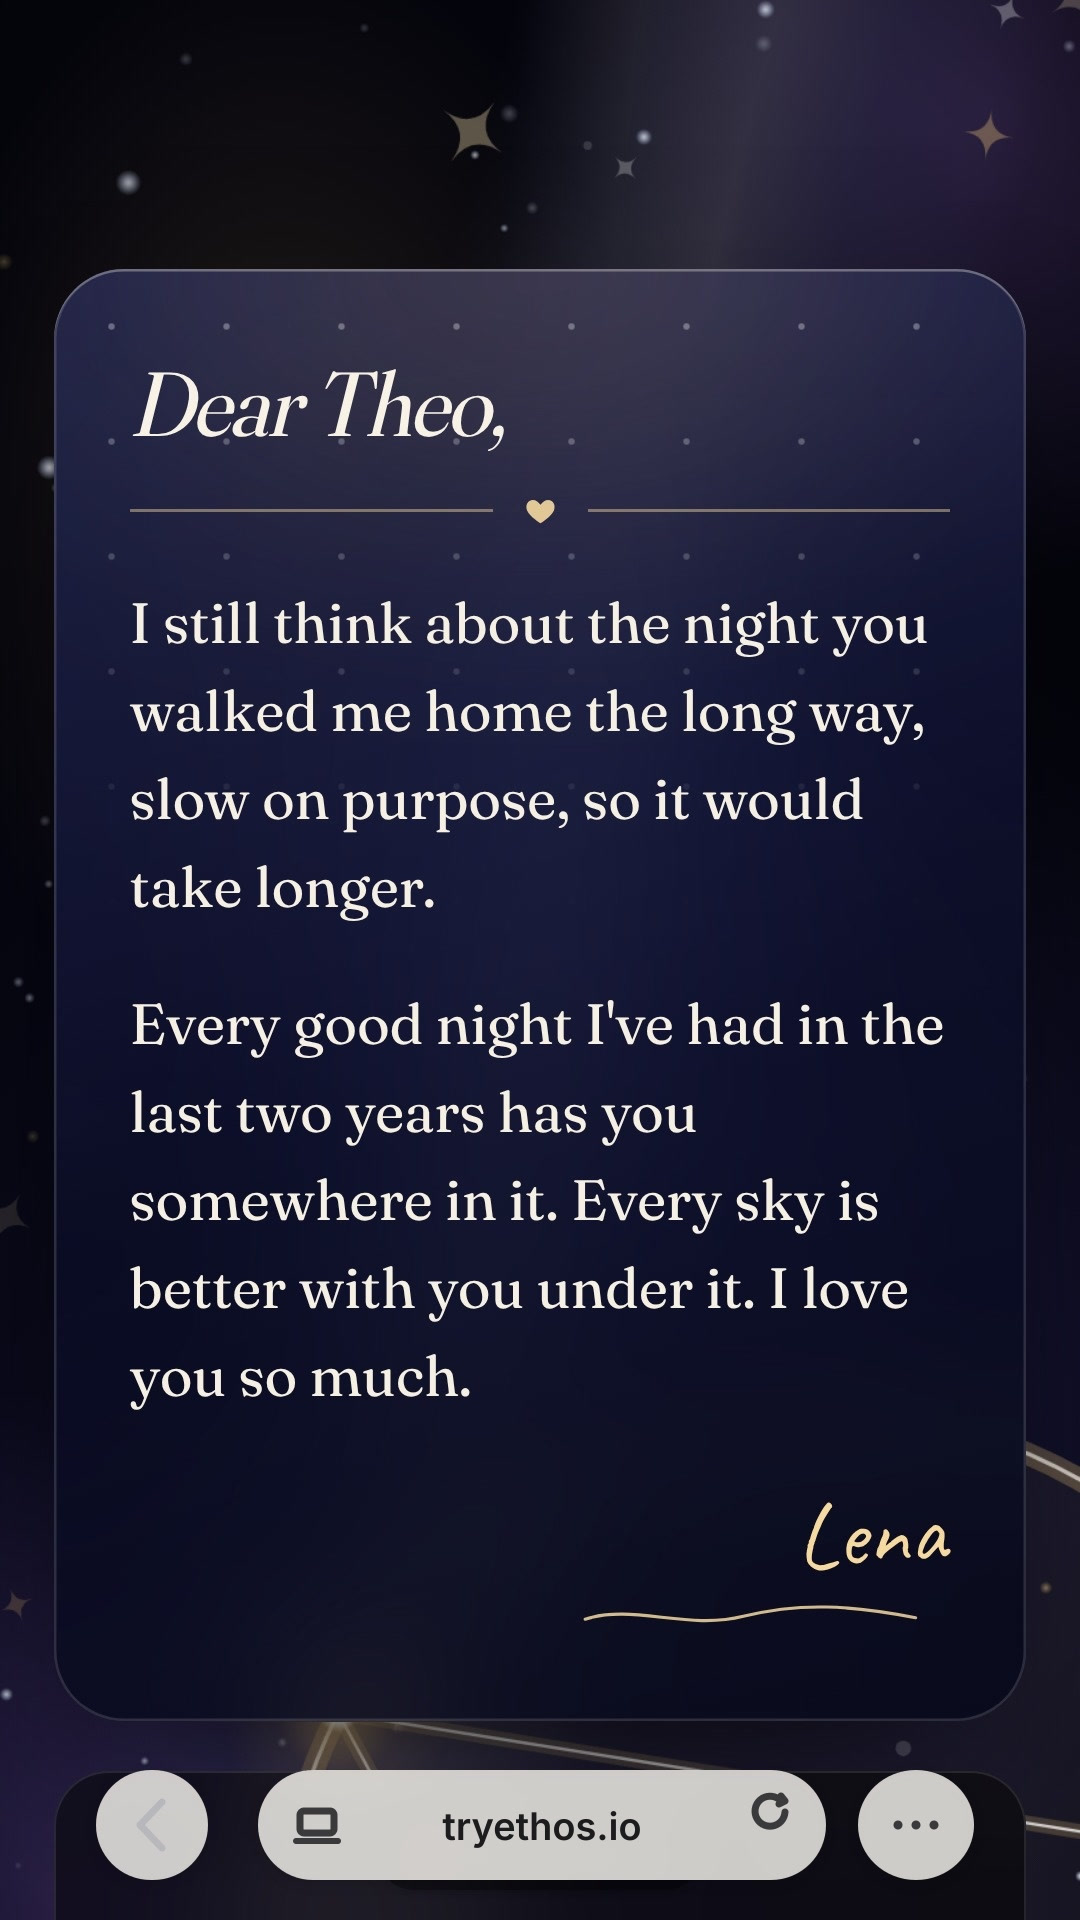 Dear Theo,
I still think about the night you
walked me home the long way,
slow on purpose, so it would
take longer.
Every good night I've had in the
last two years has you
somewhere in it. Every sky is
better with you under it. I love
you so much.
Lena
tryethos.io